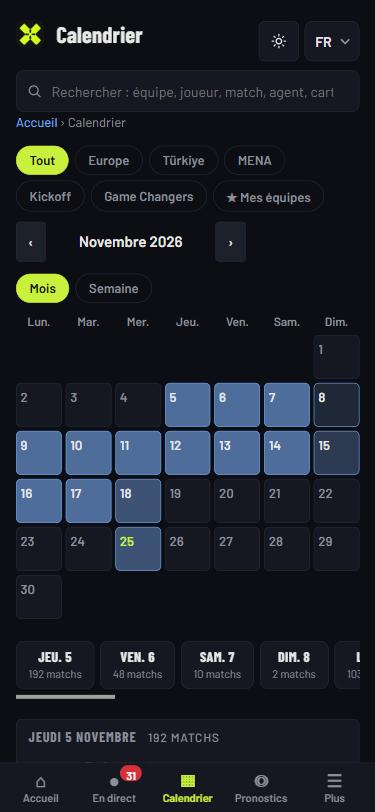 Calendrier
FR
Rechercher : équipe, joueur, match, agent, cart
Accueil › Calendrier
Tout Europe Türkiye MENA
Kickoff Game Changers ★ Mes équipes
‹ Novembre 2026 ›
Mois Semaine
Lun. Mar. Mer. Jeu. Ven. Sam. Dim.
1
2 3 4 5 6 7 8
9 10 11 12 13 14 15
16 17 18 19 20 21 22
23 24 25 26 27 28 29
30
JEU. 5 VEN. 6 SAM. 7 DIM. 8
192 matchs 48 matchs 10 matchs 2 matchs
JEUDI 5 NOVEMBRE 192 MATCHS
31
Accueil En direct Calendrier Pronostics Plus